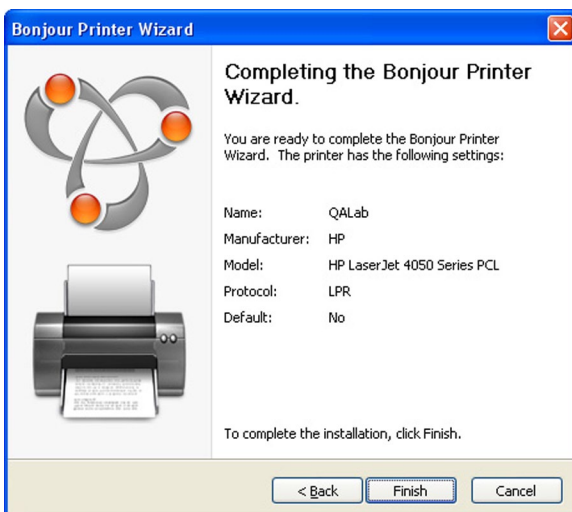 Bonjour Printer Wizard
Completing the Bonjour Printer
Wizard.
You are ready to complete the Bonjour Printer
Wizard. The printer has the following settings:
Name: QALab
Manufacturer: HP
Model: HP LaserJet 4050 Series PCL
Protocol: LPR
Default: No
To complete the installation, click Finish.
< Back Finish Cancel